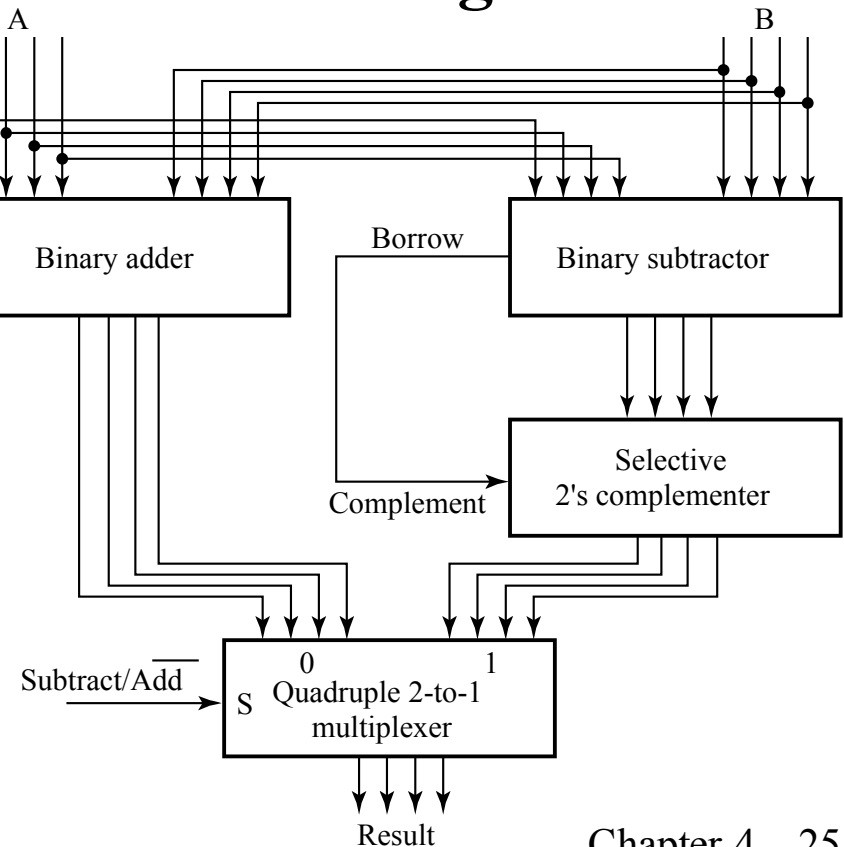 A B
Binary adder
Borrow
Binary subtractor
Selective
2's complementer
Complement
0 1
Subtract/Add
S Quadruple 2-to-1
multiplexer
Result
Chapter 4 25